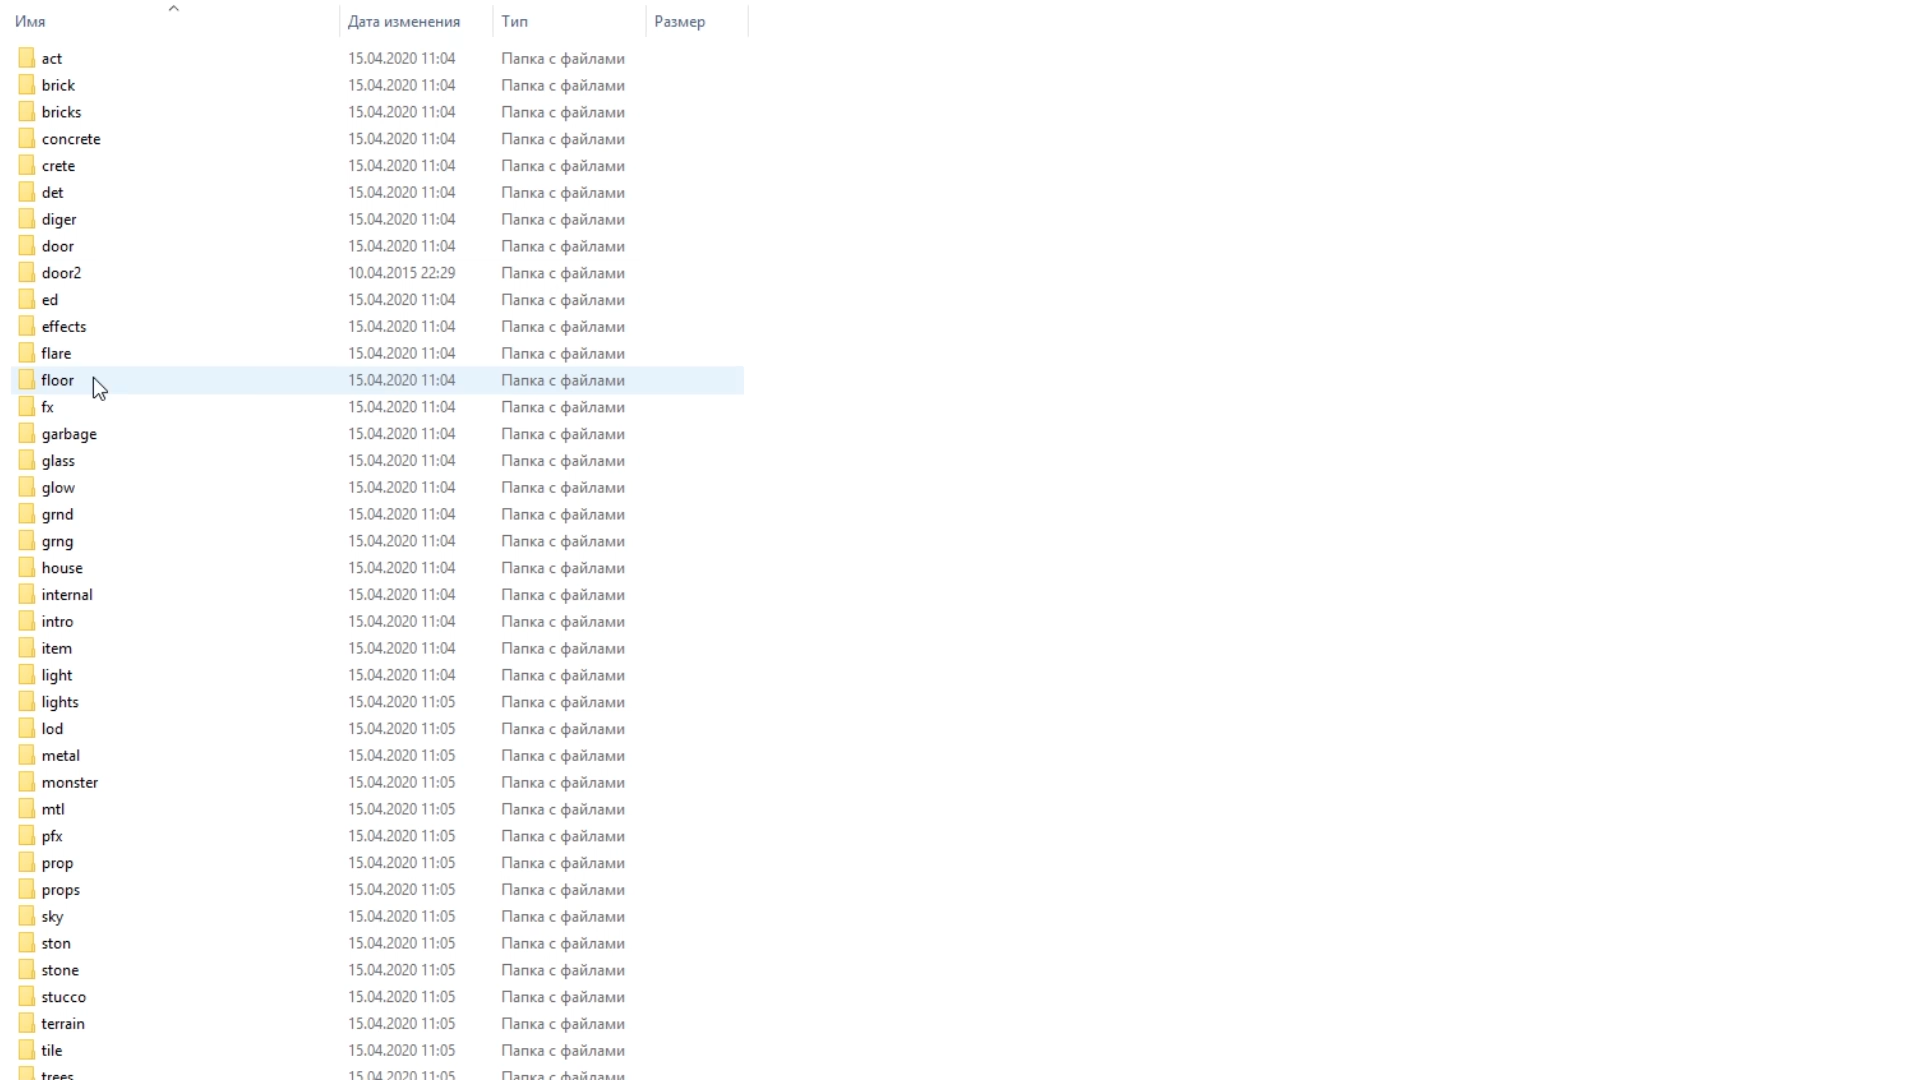 Имя Дата изменения Тип Размер
act 15.04.2020 11:04 Папка с файлами
brick 15.04.2020 11:04 Папка с файлами
bricks 15.04.2020 11:04 Папка с файлами
concrete 15.04.2020 11:04 Папка с файлами
crete 15.04.2020 11:04 Папка с файлами
det 15.04.2020 11:04 Папка с файлами
diger 15.04.2020 11:04 Папка с файлами
door 15.04.2020 11:04 Папка с файлами
door2 10.04.2015 22:29 Папка с файлами
ed 15.04.2020 11:04 Папка с файлами
effects 15.04.2020 11:04 Папка с файлами
flare 15.04.2020 11:04 Папка с файлами
floor 15.04.2020 11:04 Папка с файлами
fx 15.04.2020 11:04 Папка с файлами
garbage 15.04.2020 11:04 Папка с файлами
glass 15.04.2020 11:04 Папка с файлами
glow 15.04.2020 11:04 Папка с файлами
grnd 15.04.2020 11:04 Папка с файлами
grng 15.04.2020 11:04 Папка с файлами
house 15.04.2020 11:04 Папка с файлами
internal 15.04.2020 11:04 Папка с файлами
intro 15.04.2020 11:04 Папка с файлами
item 15.04.2020 11:04 Папка с файлами
light 15.04.2020 11:04 Папка с файлами
lights 15.04.2020 11:05 Папка с файлами
lod 15.04.2020 11:05 Папка с файлами
metal 15.04.2020 11:05 Папка с файлами
monster 15.04.2020 11:05 Папка с файлами
mtl 15.04.2020 11:05 Папка с файлами
pfx 15.04.2020 11:05 Папка с файлами
prop 15.04.2020 11:05 Папка с файлами
props 15.04.2020 11:05 Папка с файлами
sky 15.04.2020 11:05 Папка с файлами
ston 15.04.2020 11:05 Папка с файлами
stone 15.04.2020 11:05 Папка с файлами
stucco 15.04.2020 11:05 Папка с файлами
terrain 15.04.2020 11:05 Папка с файлами
tile 15.04.2020 11:05 Папка с файлами
trees 15.04.2020 11:05 Папка с файлами